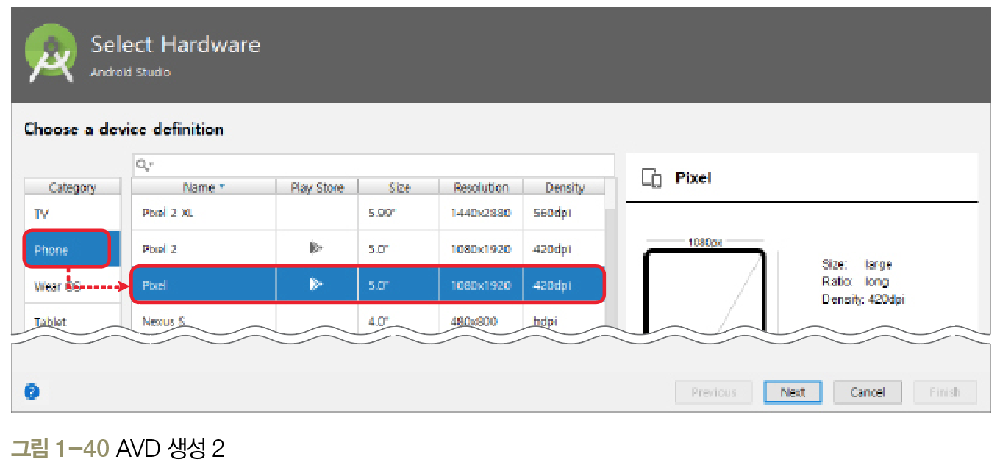 Select Hardware
Android Studio
Choose a device definition
Category
TV
Phone
Wear OS
Tablet
Name Play Store Size Resolution Density
Pixel 2 XL 5.99" 1440x2880 560dpi
Pixel 2 5.0" 1080x1920 420dpi
Pixel 5.0" 1080x1920 420dpi
Nexus S 4.0" 480x800 hdpi
Pixel
1080px
Size: large
Ratio: long
Density: 420dpi
? Previous Next Cancel Finish
그림 1-40 AVD 생성 2